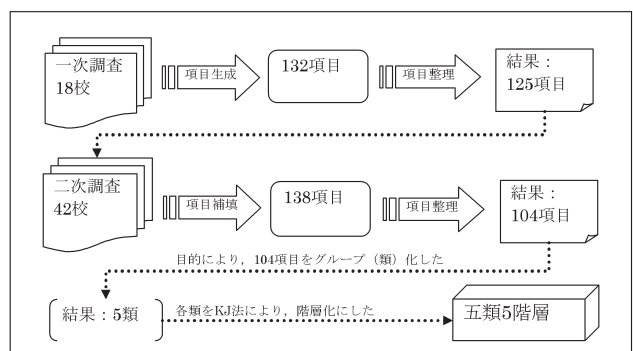 一次調査
18校
項目生成
132項目
項目整理
結果：
125項目
二次調査
42校
項目補填
138項目
項目整理
結果：
104項目
目的により，104項目をグループ（類）化した
結果：5類
各類をKJ法により，階層化にした
五類5階層